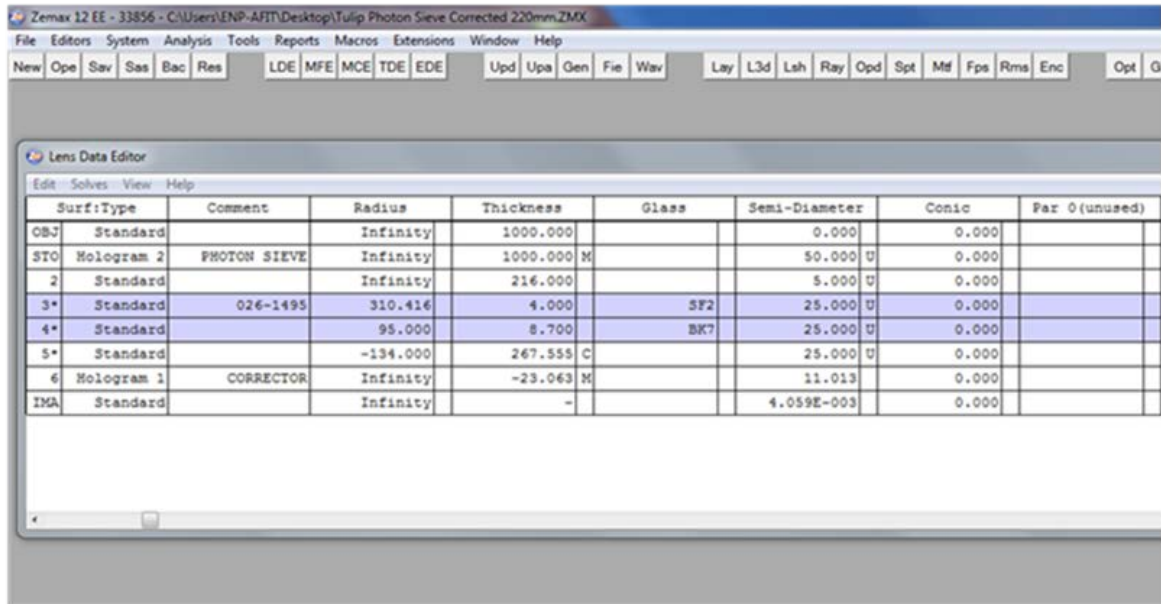 Zemax 12 EE - 33856 - C:\Users\ENP-AFIT\Desktop\Tulip Photon Sieve Corrected 220mm.ZMX
File Editors System Analysis Tools Reports Macros Extensions Window Help
New Ope Sav Sas Bac Res LDE MFE MCE TDE EDE Upd Upa Gen Fie Wav Lay L3d Lsh Ray Opd Spt Mtf Fps Rms Enc Opt G
Lens Data Editor
Edit Solves View Help
Surf:Type Comment Radius Thickness Glass Semi-Diameter Conic Par 0(unused)
OBJ Standard Infinity 1000.000 0.000 0.000
STO Hologram 2 PHOTON SIEVE Infinity 1000.000 M 50.000 U 0.000
2 Standard Infinity 216.000 5.000 U 0.000
3* Standard 026-1495 310.416 4.000 SF2 25.000 U 0.000
4* Standard 95.000 8.700 BK7 25.000 U 0.000
5* Standard -134.000 267.555 C 25.000 U 0.000
6 Hologram 1 CORRECTOR Infinity -23.063 M 11.013 0.000
IMA Standard Infinity - 4.059E-003 0.000